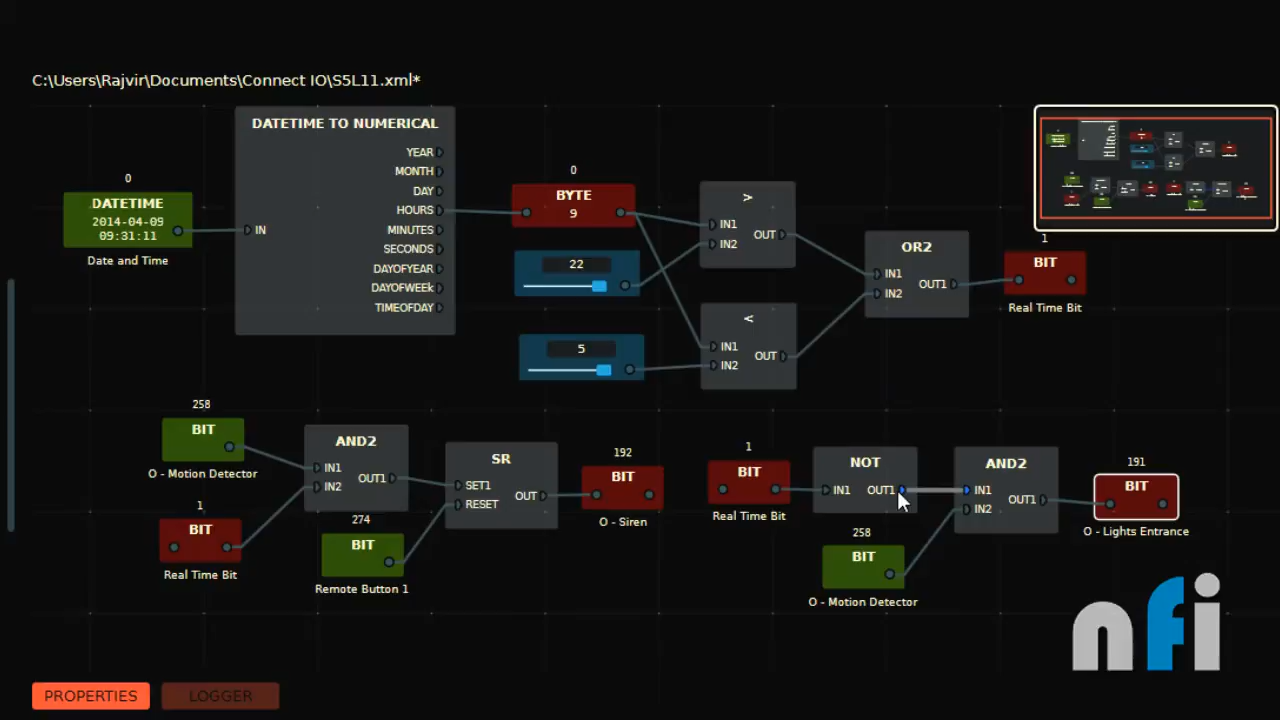 C:\Users\Rajvir\Documents\Connect IO\S5L11.xml*
DATETIME TO NUMERICAL
YEAR
MONTH
DAY
HOURS
MINUTES
SECONDS
DAYOFYEAR
DAYOFWEEk
TIMEOFDAY
IN
0
DATETIME
2014-04-09
09:31:11
Date and Time
0
BYTE
9
22
5
>
IN1
IN2
OUT
<
IN1
IN2
OUT
OR2
IN1
IN2
OUT1
1
BIT
Real Time Bit
258
BIT
O - Motion Detector
1
BIT
Real Time Bit
AND2
IN1
IN2
OUT1
274
BIT
Remote Button 1
SR
SET1
RESET
OUT
192
BIT
O - Siren
1
BIT
Real Time Bit
NOT
IN1
OUT1
258
BIT
O - Motion Detector
AND2
IN1
IN2
OUT1
191
BIT
O - Lights Entrance
nfi
PROPERTIES
LOGGER